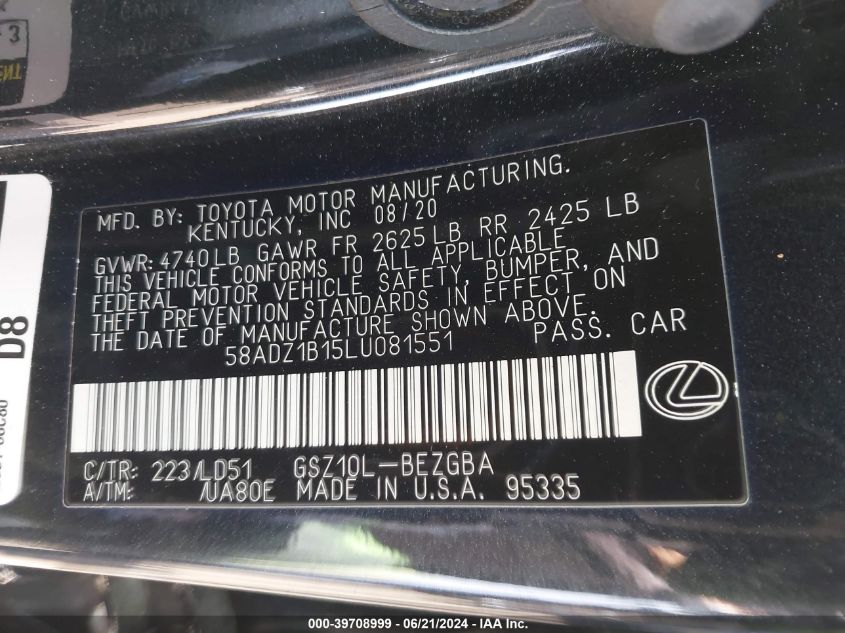 MFD. BY: TOYOTA MOTOR MANUFACTURING.
KENTUCKY, INC 08/20
GVWR: 4740LB GAWR FR 2625LB RR 2425 LB
THIS VEHICLE CONFORMS TO ALL APPLICABLE
FEDERAL MOTOR VEHICLE SAFETY, BUMPER, AND
THEFT PREVENTION STANDARDS IN EFFECT ON
THE DATE OF MANUFACTURE SHOWN ABOVE.
58ADZ1B15LU081551 PASS. CAR
C/TR: 223/LD51 GSZ10L-BEZGBA
A/TM: /UA80E MADE IN U.S.A. 95335
D8
000-39708999 - 06/21/2024 - IAA Inc.